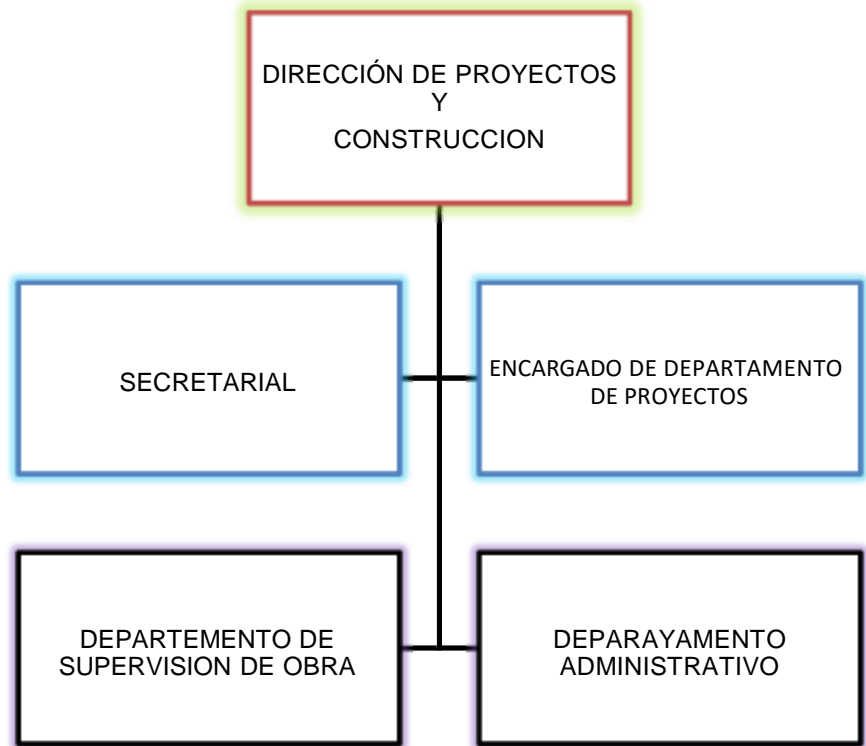 DIRECCIÓN DE PROYECTOS
Y
CONSTRUCCION
SECRETARIAL
ENCARGADO DE DEPARTAMENTO
DE PROYECTOS
DEPARTEMENTO DE
SUPERVISION DE OBRA
DEPARAYAMENTO
ADMINISTRATIVO